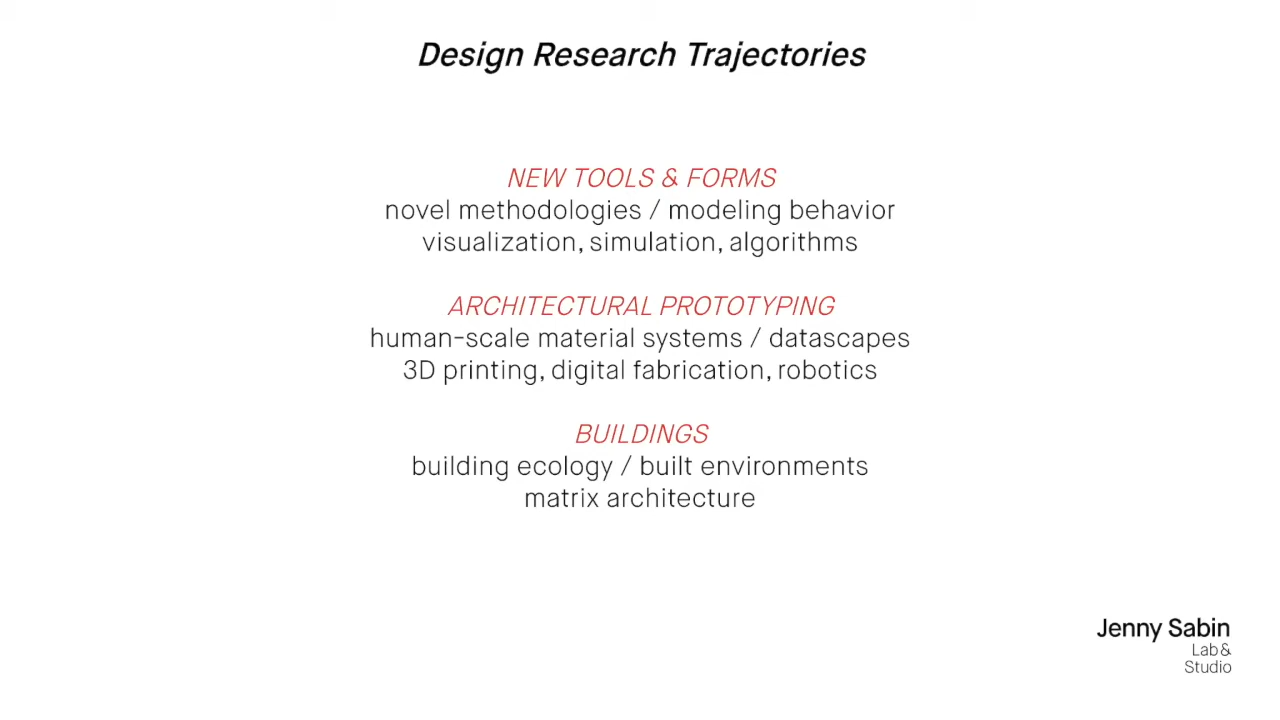 Design Research Trajectories
NEW TOOLS & FORMS
novel methodologies / modeling behavior
visualization, simulation, algorithms
ARCHITECTURAL PROTOTYPING
human-scale material systems / datascapes
3D printing, digital fabrication, robotics
BUILDINGS
building ecology / built environments
matrix architecture
Jenny Sabin
Lab &
Studio